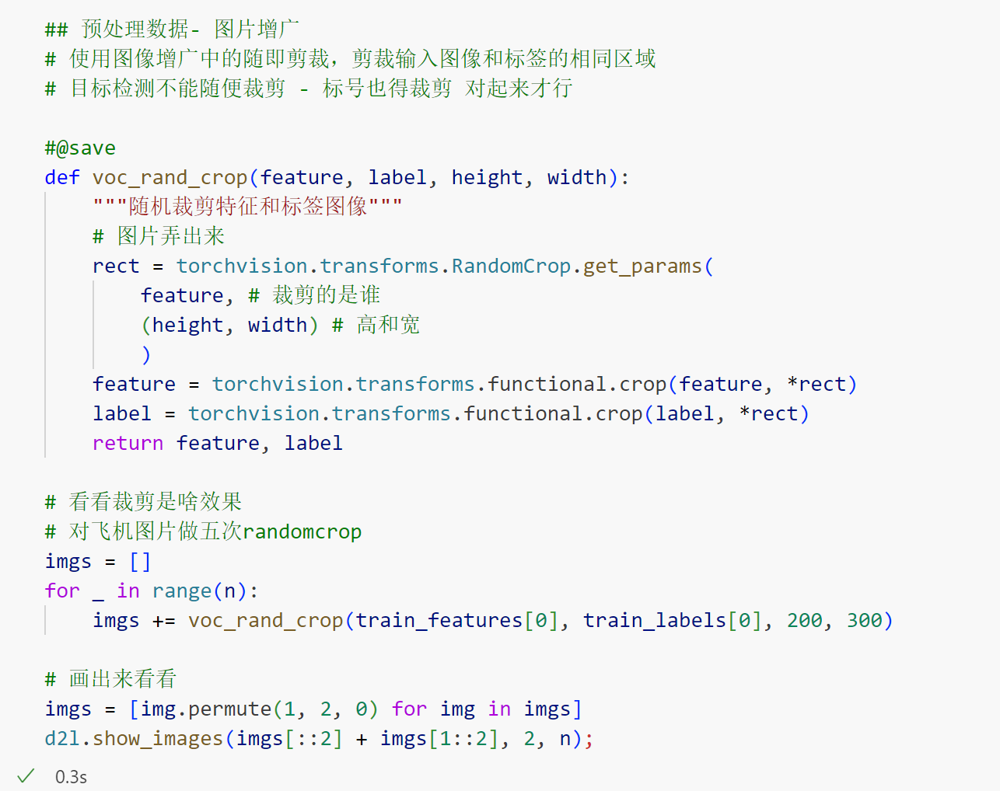 ## 预处理数据- 图片增广
# 使用图像增广中的随即剪裁，剪裁输入图像和标签的相同区域
# 目标检测不能随便裁剪 - 标号也得裁剪 对起来才行
#@save
def voc_rand_crop(feature, label, height, width):
"""随机裁剪特征和标签图像"""
# 图片弄出来
rect = torchvision.transforms.RandomCrop.get_params(
feature, # 裁剪的是谁
(height, width) # 高和宽
)
feature = torchvision.transforms.functional.crop(feature, *rect)
label = torchvision.transforms.functional.crop(label, *rect)
return feature, label
# 看看裁剪是啥效果
# 对飞机图片做五次randomcrop
imgs = []
for _ in range(n):
imgs += voc_rand_crop(train_features[0], train_labels[0], 200, 300)
# 画出来看看
imgs = [img.permute(1, 2, 0) for img in imgs]
d2l.show_images(imgs[::2] + imgs[1::2], 2, n);
0.3s